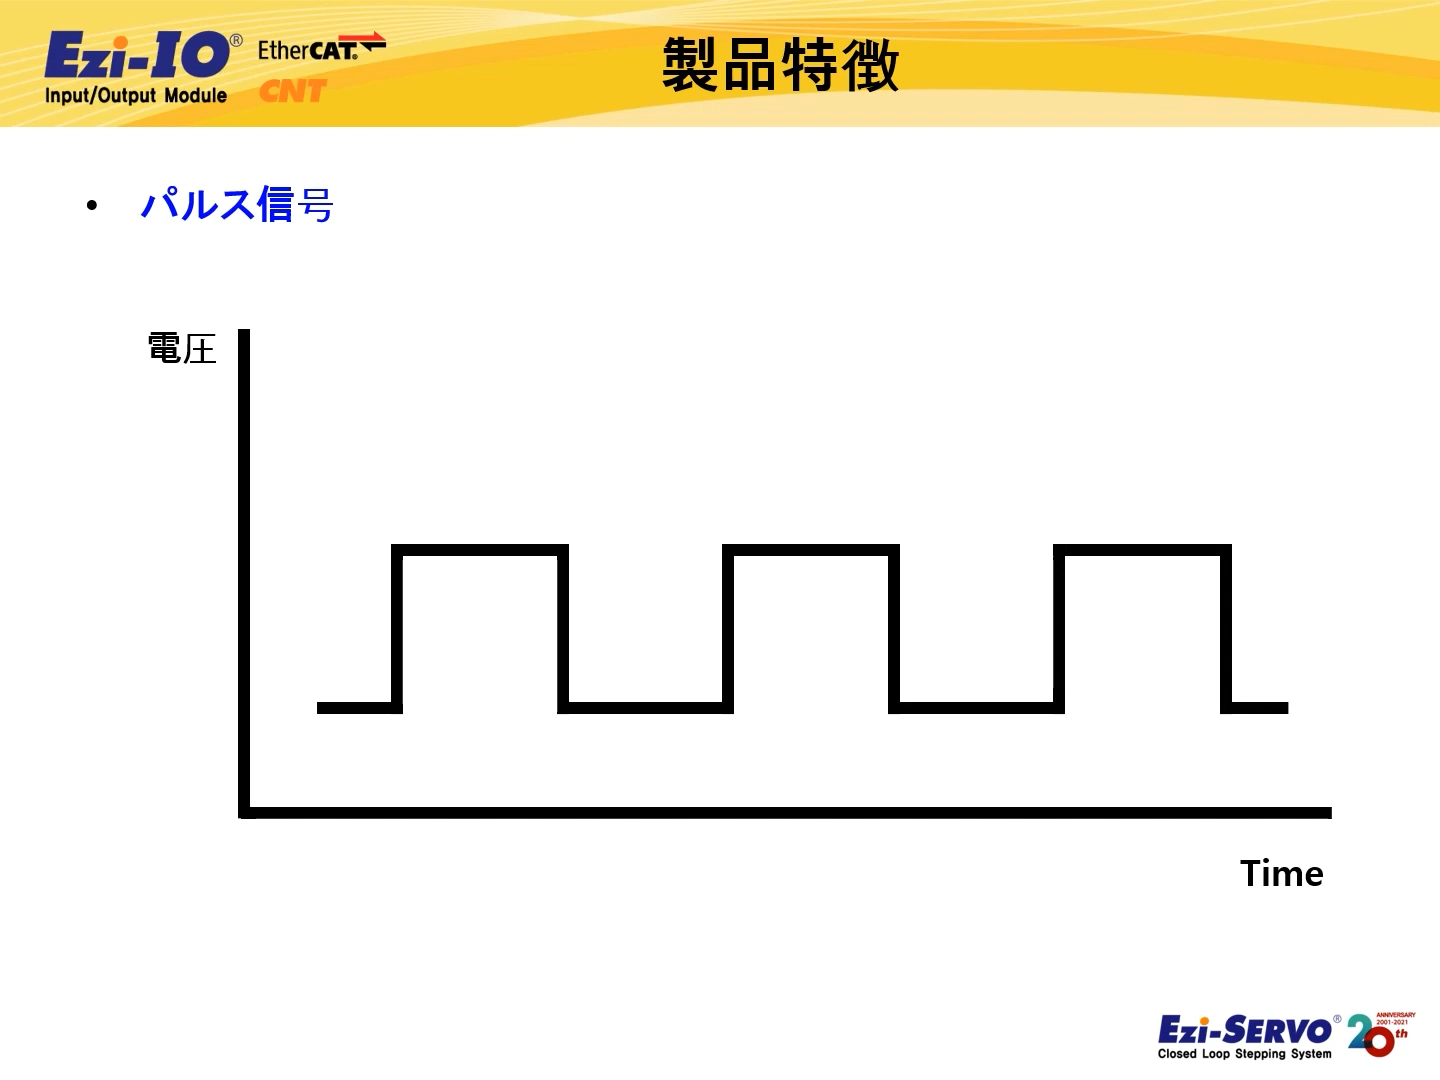 Ezi-IO®
EtherCAT®
Input/Output Module
CNT
製品特徴
• パルス信号
電圧
Time
Ezi-SERVO®
Closed Loop Stepping System
20th
ANNIVERSARY
2001-2021